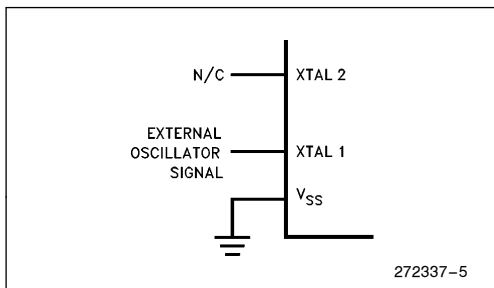 N/C XTAL 2
EXTERNAL
OSCILLATOR XTAL 1
SIGNAL
VSS
272337-5